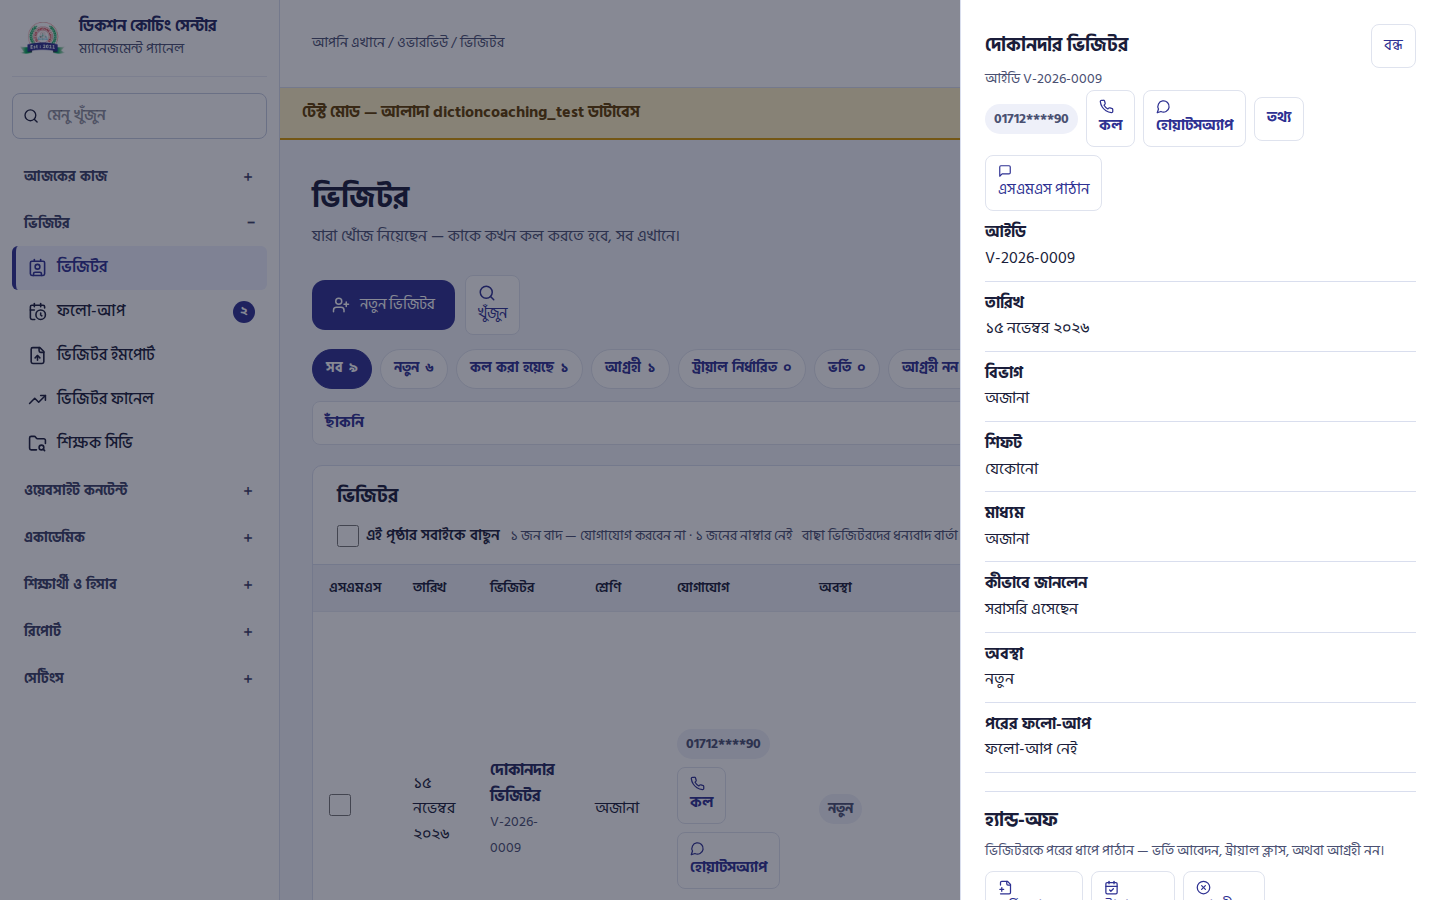 ডিকশন কোচিং সেন্টার
ম্যানেজমেন্ট প্যানেল
Est : 2011
মেনু খুঁজুন
আজকের কাজ +
ভিজিটর −
ভিজিটর
ফলো-আপ ২
ভিজিটর ইমপোর্ট
ভিজিটর ফানেল
শিক্ষক সিভি
ওয়েবসাইট কনটেন্ট +
একাডেমিক +
শিক্ষার্থী ও হিসাব +
রিপোর্ট +
সেটিংস +
আপনি এখানে / ওভারভিউ / ভিজিটর
টেস্ট মোড — আলাদা dictioncoaching_test ডাটাবেস
ভিজিটর
যারা খোঁজ নিয়েছেন — কাকে কখন কল করতে হবে, সব এখানে।
নতুন ভিজিটর
খুঁজুন
সব ৯ নতুন ৬ কল করা হয়েছে ১ আগ্রহী ১ ট্রায়াল নির্ধারিত ০ ভর্তি ০ আগ্রহী নন
ছাঁকনি
ভিজিটর
এই পৃষ্ঠার সবাইকে বাছুন ১ জন বাদ — যোগাযোগ করবেন না · ১ জনের নাম্বার নেই বাছা ভিজিটরদের ধন্যবাদ বার্তা
এসএমএস তারিখ ভিজিটর শ্রেণি যোগাযোগ অবস্থা
১৫ নভেম্বর ২০২৬
দোকানদার ভিজিটর
V-2026-0009
অজানা
01712****90
কল
হোয়াটসঅ্যাপ
নতুন
দোকানদার ভিজিটর
বন্ধ
আইডি V-2026-0009
01712****90
কল
হোয়াটসঅ্যাপ
তথ্য
এসএমএস পাঠান
আইডি
V-2026-0009
তারিখ
১৫ নভেম্বর ২০২৬
বিভাগ
অজানা
শিফট
যেকোনো
মাধ্যম
অজানা
কীভাবে জানলেন
সরাসরি এসেছেন
অবস্থা
নতুন
পরের ফলো-আপ
ফলো-আপ নেই
হ্যান্ড-অফ
ভিজিটরকে পরের ধাপে পাঠান — ভর্তি আবেদন, ট্রায়াল ক্লাস, অথবা আগ্রহী নন।